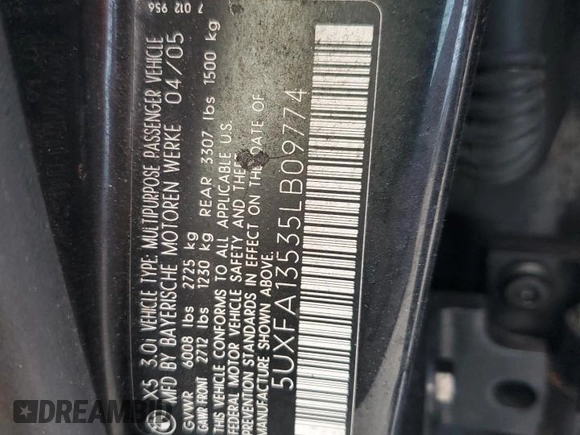 7 012 956
X5 3.0i VEHICLE TYPE: MULTIPURPOSE PASSENGER VEHICLE
MFD BY BAYERISCHE MOTOREN WERKE 04/05
GVWR 6008 lbs 2725 kg
GAWR FRONT 2712 lbs 1230 kg REAR 3307 lbs 1500 kg
THIS VEHICLE CONFORMS TO ALL APPLICABLE U.S.
FEDERAL MOTOR VEHICLE SAFETY AND THEFT
PREVENTION STANDARDS IN EFFECT ON THE DATE OF
MANUFACTURE SHOWN ABOVE.
5UXFA13535LB09774
DREAMBID